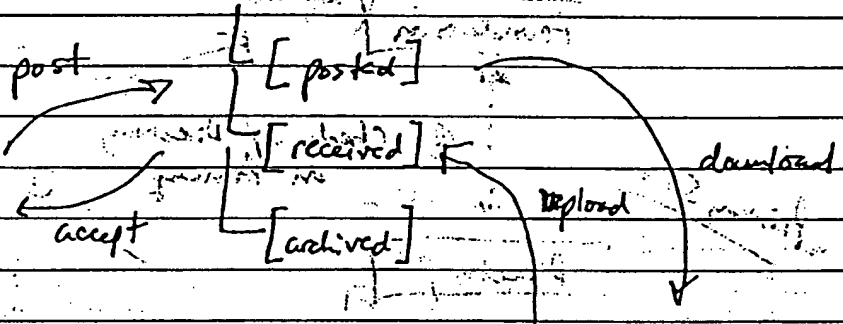 post
[posted]
[received]
download
upload
accept
[archived]